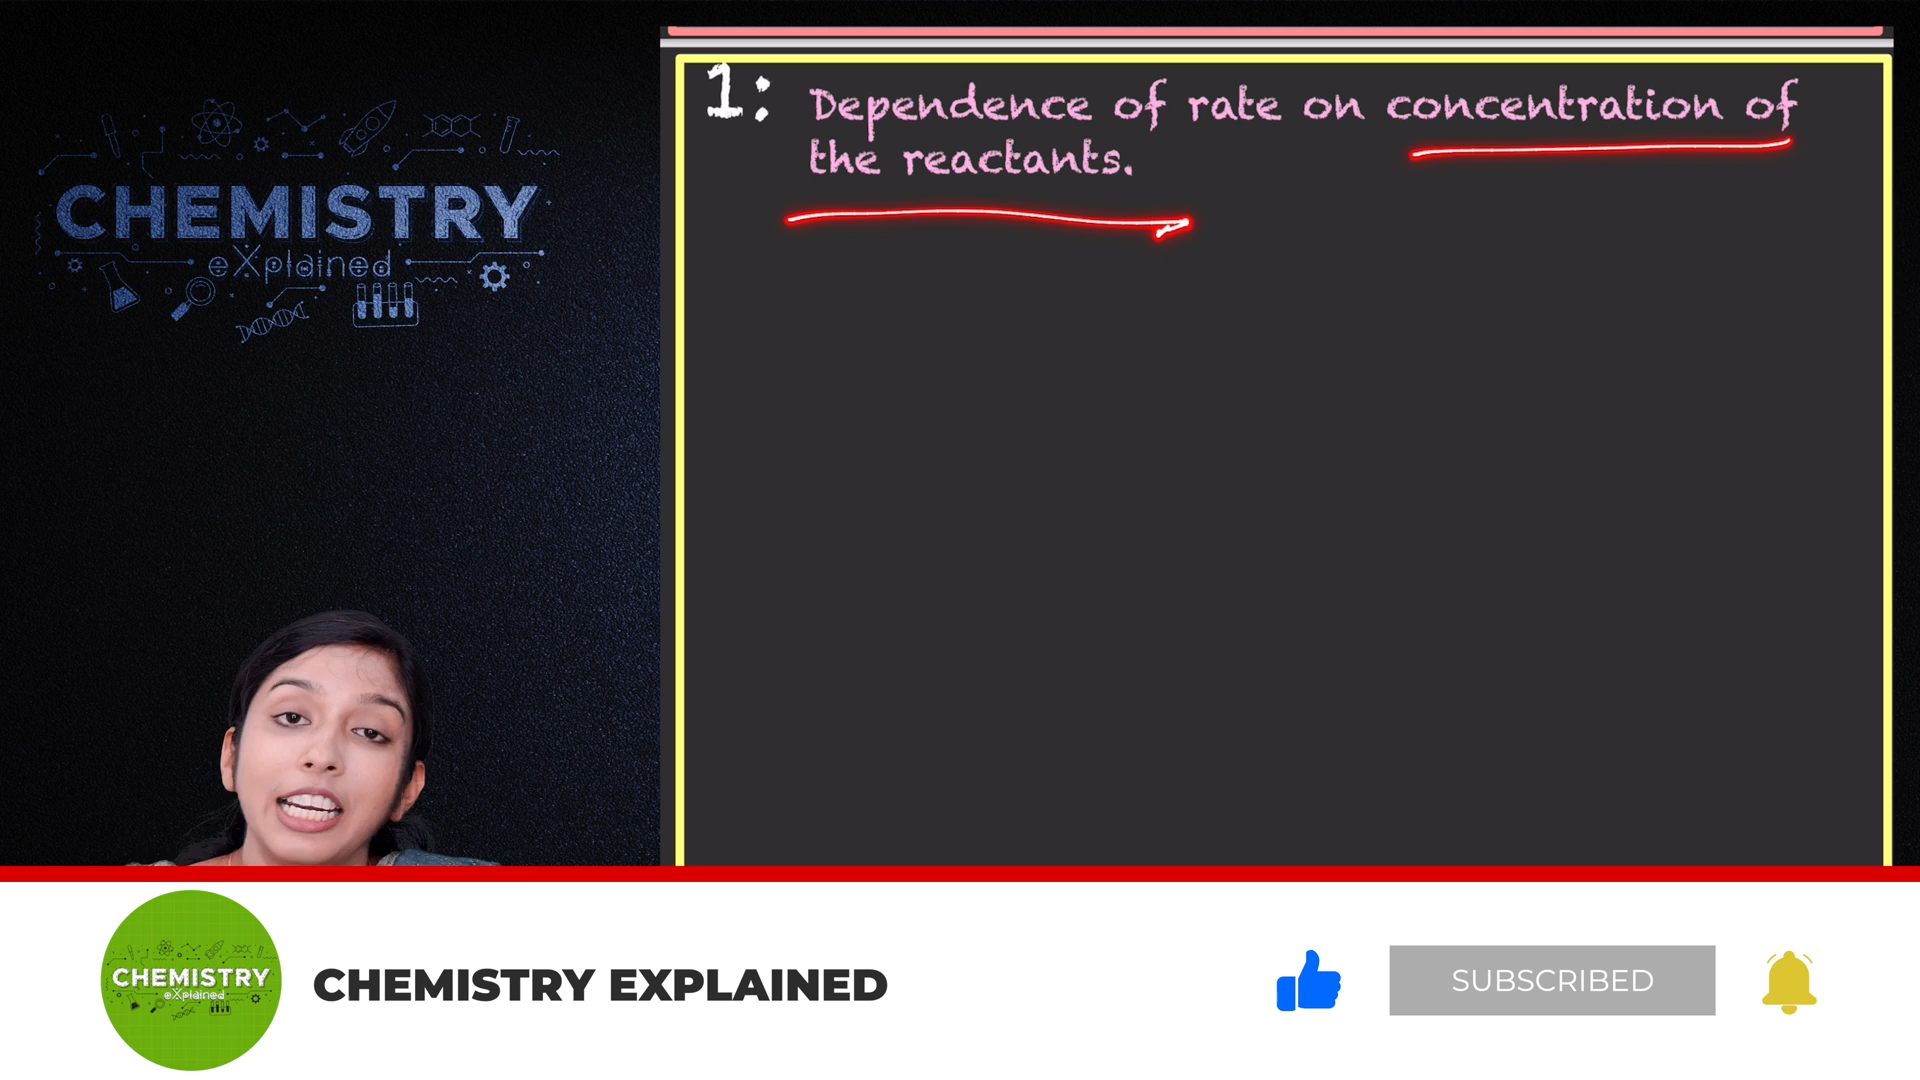 CHEMISTRY
eXplained
1: Dependence of rate on concentration of
the reactants.
CHEMISTRY
eXplained
CHEMISTRY EXPLAINED
SUBSCRIBED